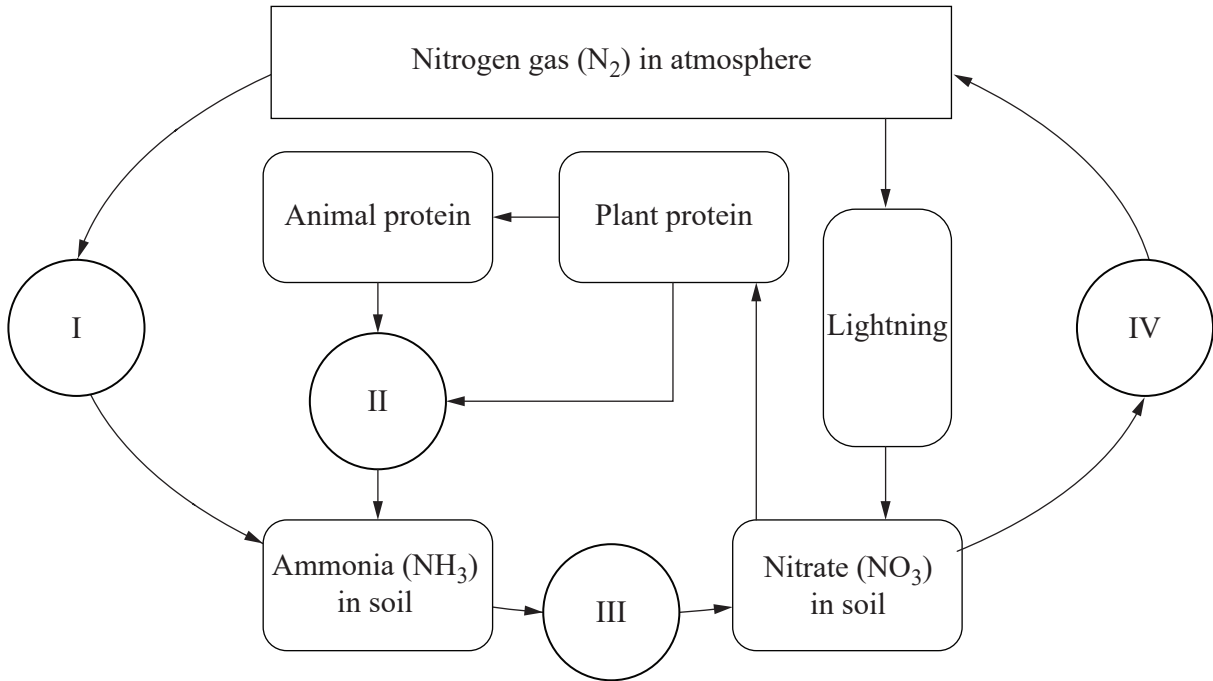 Nitrogen gas (N₂) in atmosphere
Animal protein
Plant protein
Lightning
I
IV
II
Ammonia (NH₃)
in soil
III
Nitrate (NO₃)
in soil